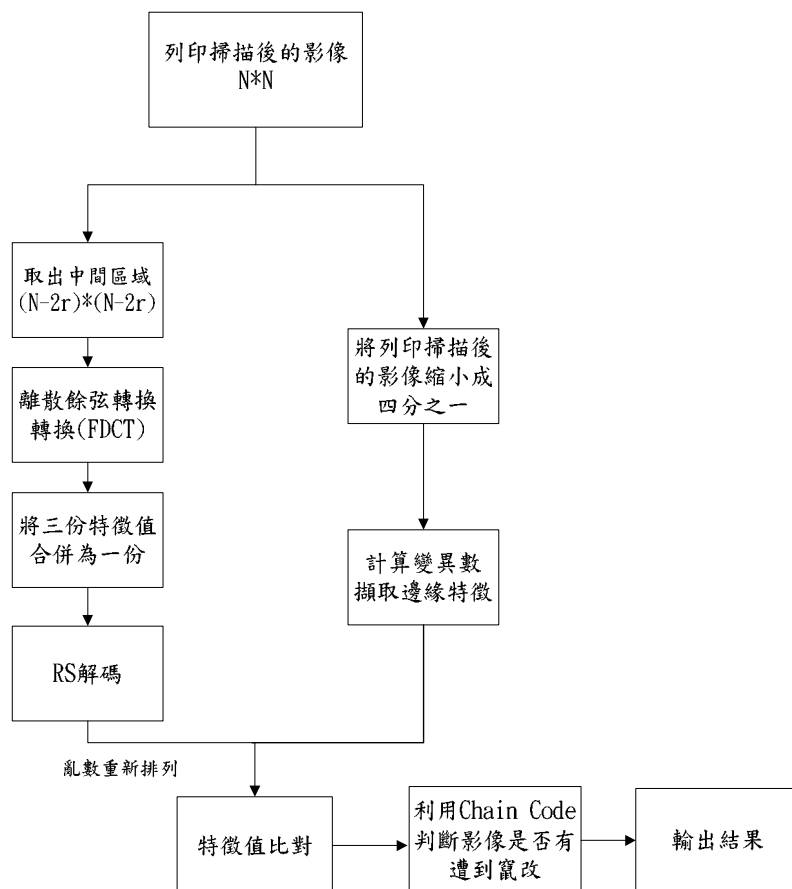 列印掃描後的影像
N*N
取出中間區域
(N-2r)*(N-2r)
離散餘弦轉換
轉換(FDCT)
將三份特徵值
合併為一份
RS解碼
將列印掃描後
的影像縮小成
四分之一
計算變異數
擷取邊緣特徵
亂數重新排列
特徵值比對
利用Chain Code
判斷影像是否有
遭到竄改
輸出結果